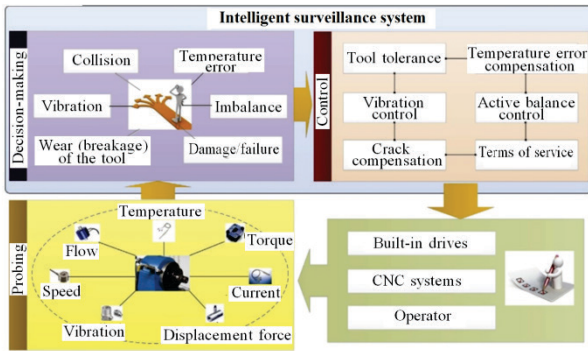 Intelligent surveillance system
Decision-making
Collision
Temperature
error
Vibration
Imbalance
Wear (breakage)
of the tool
Damage/failure
Control
Tool tolerance
Temperature error
compensation
Vibration
control
Active balance
control
Crack
compensation
Terms of service
Probing
Temperature
Flow
Torque
Speed
Current
Vibration
Displacement force
Built-in drives
CNC systems
Operator